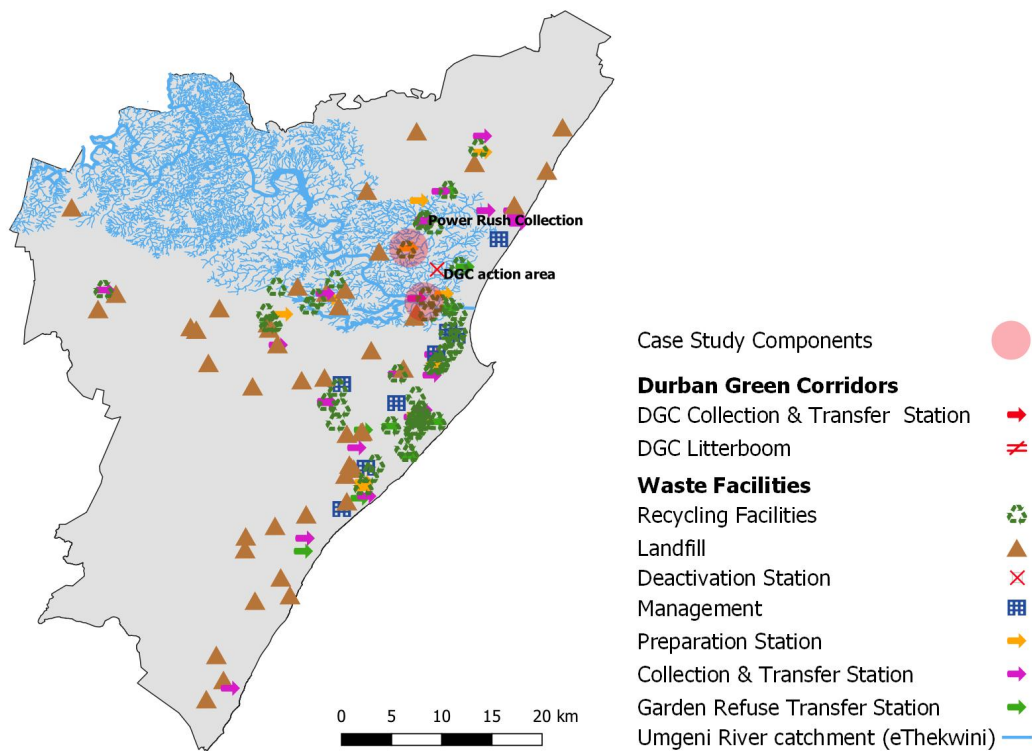 Power Rush Collection
DGC action area
Case Study Components
Durban Green Corridors
DGC Collection & Transfer Station
DGC Litterboom
Waste Facilities
Recycling Facilities
Landfill
Deactivation Station
Management
Preparation Station
Collection & Transfer Station
Garden Refuse Transfer Station
Umgeni River catchment (eThekwini)
0 5 10 15 20 km